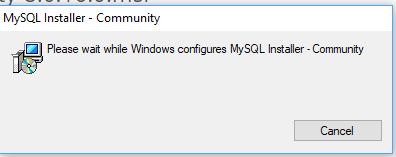 MySQL Installer - Community
Please wait while Windows configures MySQL Installer - Community
Cancel